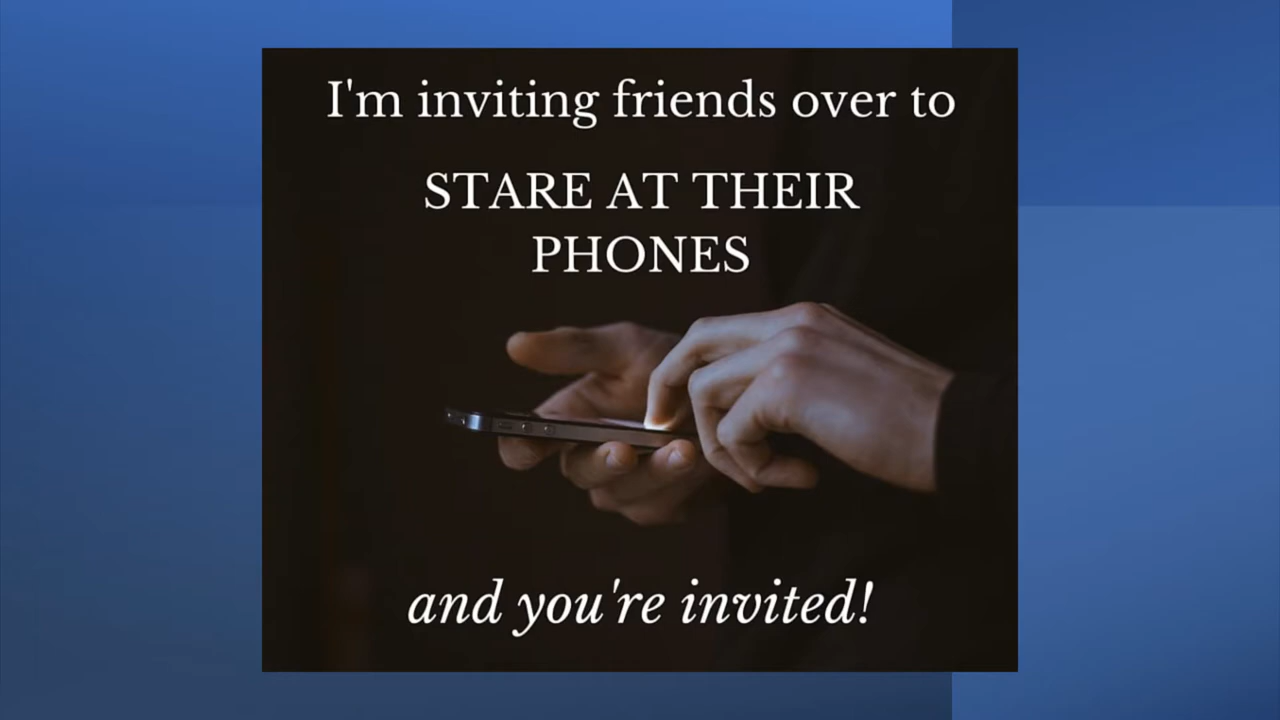 I'm inviting friends over to
STARE AT THEIR
PHONES
and you're invited!